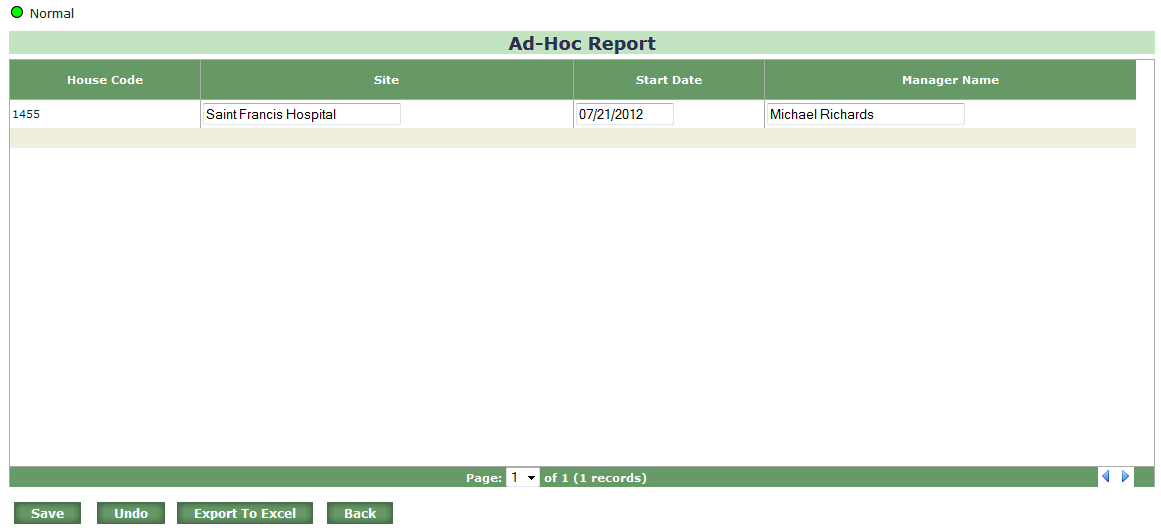 Normal
Ad-Hoc Report
House Code Site Start Date Manager Name
1455 Saint Francis Hospital 07/21/2012 Michael Richards
Page: 1 of 1 (1 records)
Save Undo Export To Excel Back